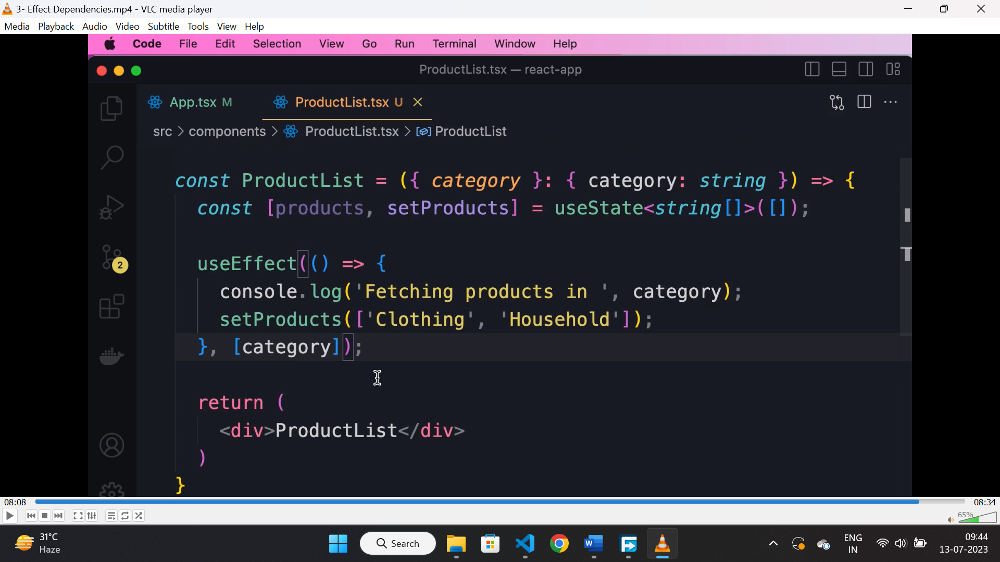 3- Effect Dependencies.mp4 - VLC media player
Media Playback Audio Video Subtitle Tools View Help
Code File Edit Selection View Go Run Terminal Window Help
ProductList.tsx — react-app
App.tsx M ProductList.tsx U
src > components > ProductList.tsx > ProductList
const ProductList = ({ category }: { category: string }) => {
const [products, setProducts] = useState<string[]>([]);
useEffect(() => {
console.log('Fetching products in ', category);
setProducts(['Clothing', 'Household']);
}, [category]);
2
return (
<div>ProductList</div>
)
}
08:08 08:34
65%
31°C
Haze
Search
ENG
IN
09:44
13-07-2023